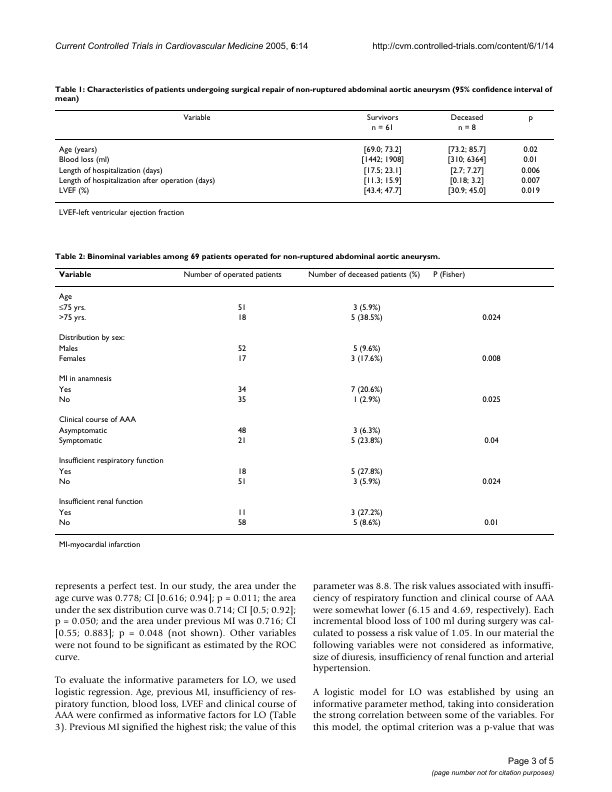 Current Controlled Trials in Cardiovascular Medicine 2005, 6:14 http://cvm.controlled-trials.com/content/6/1/14
Table 1: Characteristics of patients undergoing surgical repair of non-ruptured abdominal aortic aneurysm (95% confidence interval of
mean)
Variable Survivors Deceased p
n = 61 n = 8
Age (years) [69.0; 73.2] [73.2; 85.7] 0.02
Blood loss (ml) [1442; 1908] [310; 6364] 0.01
Length of hospitalization (days) [17.5; 23.1] [2.7; 7.27] 0.006
Length of hospitalization after operation (days) [11.3; 15.9] [0.18; 3.2] 0.007
LVEF (%) [43.4; 47.7] [30.9; 45.0] 0.019
LVEF-left ventricular ejection fraction
Table 2: Binominal variables among 69 patients operated for non-ruptured abdominal aortic aneurysm.
Variable Number of operated patients Number of deceased patients (%) P (Fisher)
Age
≤75 yrs. 51 3 (5.9%)
>75 yrs. 18 5 (38.5%) 0.024
Distribution by sex:
Males 52 5 (9.6%)
Females 17 3 (17.6%) 0.008
MI in anamnesis
Yes 34 7 (20.6%)
No 35 1 (2.9%) 0.025
Clinical course of AAA
Asymptomatic 48 3 (6.3%)
Symptomatic 21 5 (23.8%) 0.04
Insufficient respiratory function
Yes 18 5 (27.8%)
No 51 3 (5.9%) 0.024
Insufficient renal function
Yes 11 3 (27.2%)
No 58 5 (8.6%) 0.01
MI-myocardial infarction
represents a perfect test. In our study, the area under the
age curve was 0.778; CI [0.616; 0.94]; p = 0.011; the area
under the sex distribution curve was 0.714; CI [0.5; 0.92];
p = 0.050; and the area under previous MI was 0.716; CI
[0.55; 0.883]; p = 0.048 (not shown). Other variables
were not found to be significant as estimated by the ROC
curve.
To evaluate the informative parameters for LO, we used
logistic regression. Age, previous MI, insufficiency of res-
piratory function, blood loss, LVEF and clinical course of
AAA were confirmed as informative factors for LO (Table
3). Previous MI signified the highest risk; the value of this
parameter was 8.8. The risk values associated with insuffi-
ciency of respiratory function and clinical course of AAA
were somewhat lower (6.15 and 4.69, respectively). Each
incremental blood loss of 100 ml during surgery was cal-
culated to possess a risk value of 1.05. In our material the
following variables were not considered as informative,
size of diuresis, insufficiency of renal function and arterial
hypertension.
A logistic model for LO was established by using an
informative parameter method, taking into consideration
the strong correlation between some of the variables. For
this model, the optimal criterion was a p-value that was
Page 3 of 5
(page number not for citation purposes)